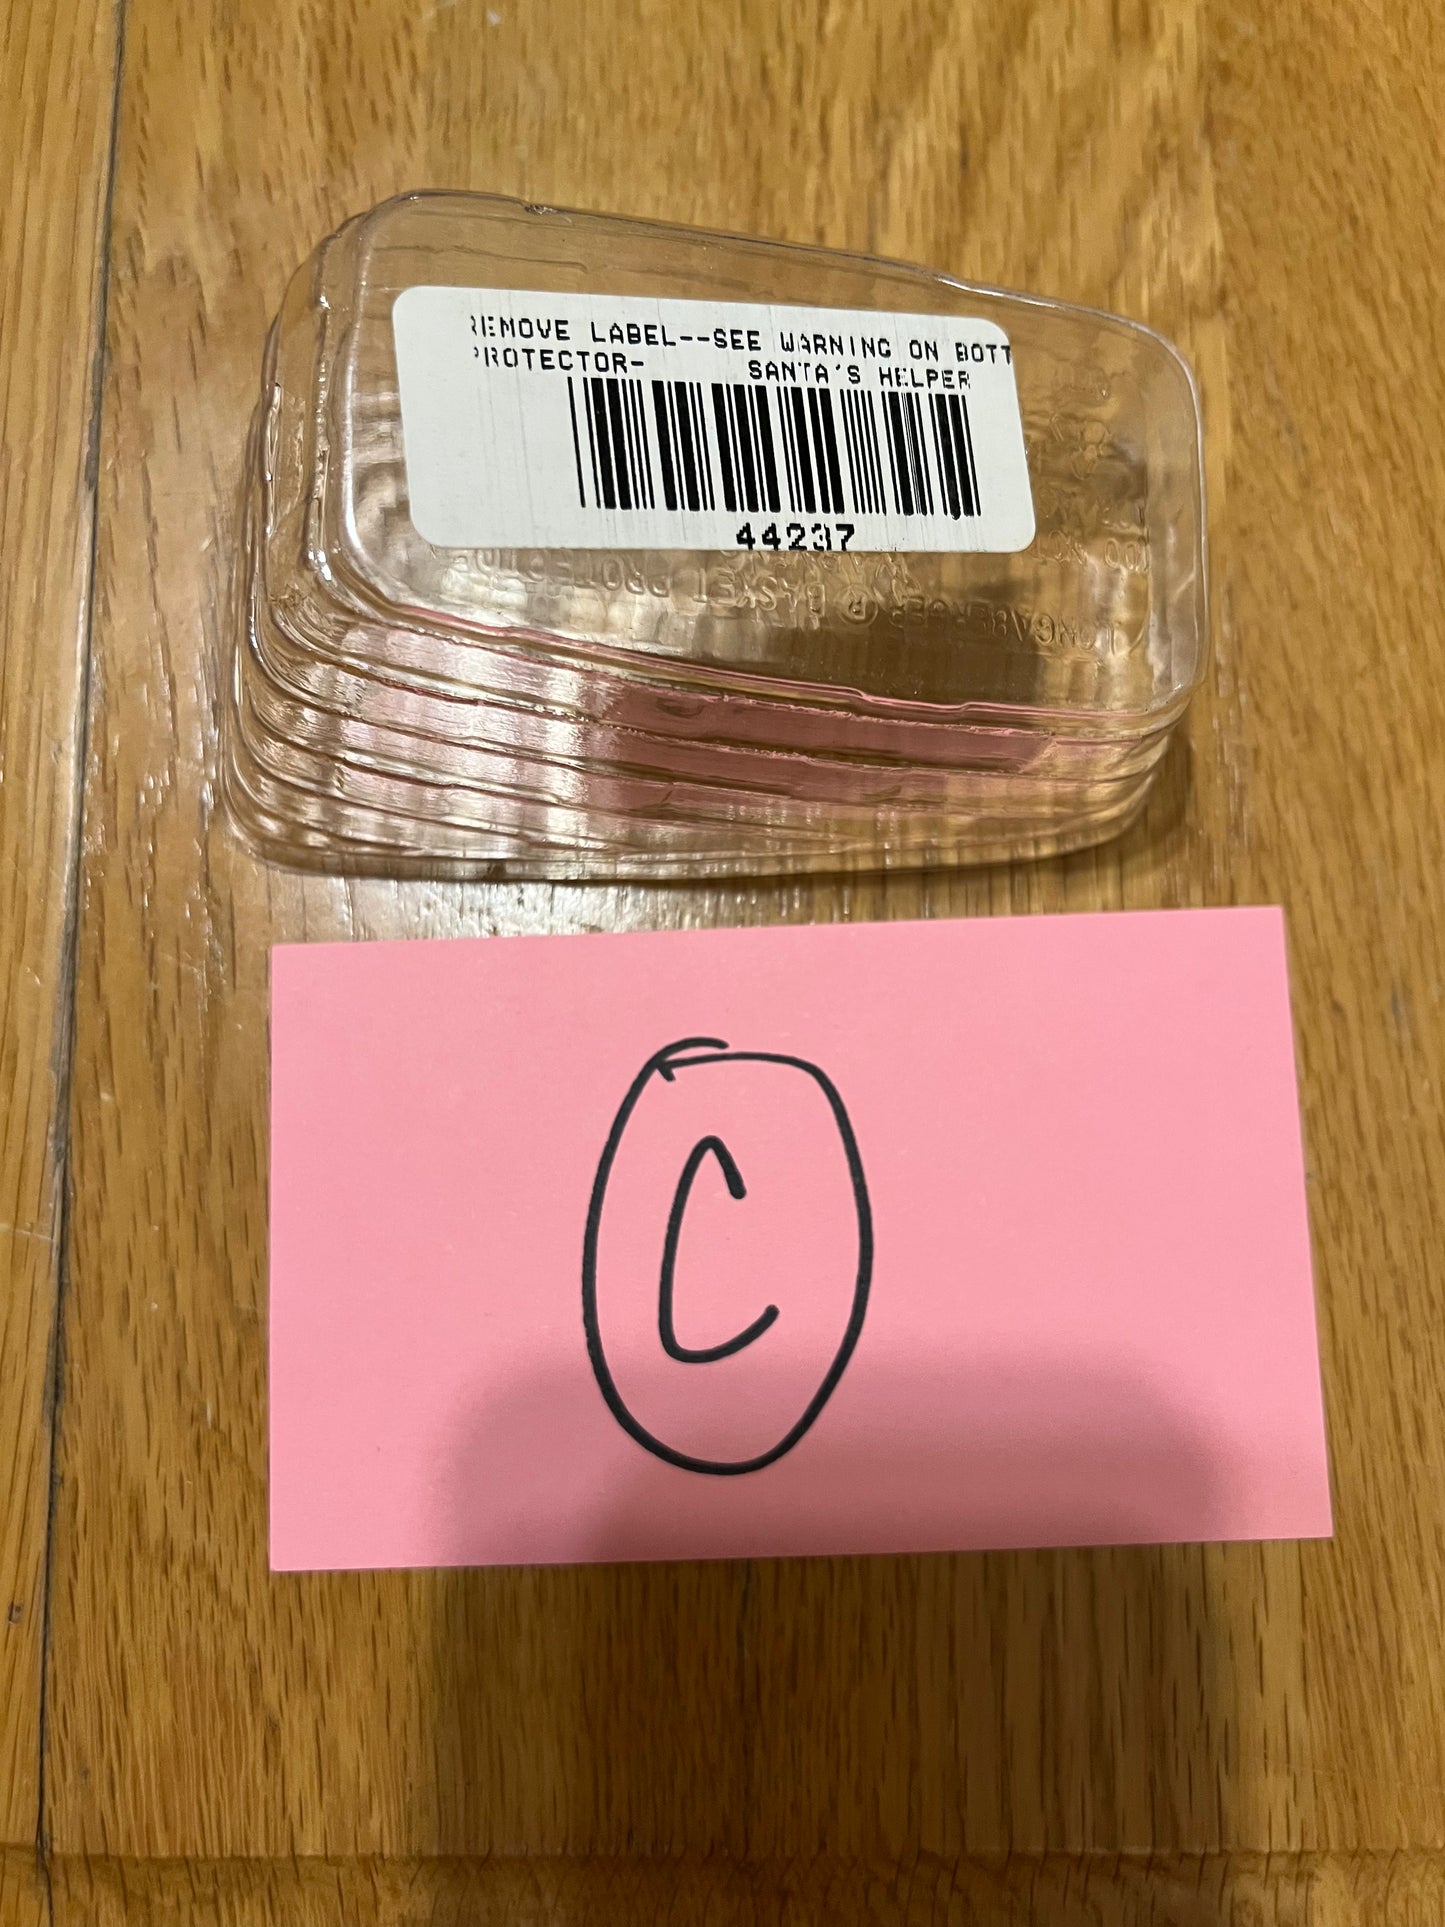 REMOVE LABEL--SEE WARNING ON BOTT
PROTECTOR- SANTA'S HELPER
44237
LONGABERGER ® BASKET PROTECTOR
C